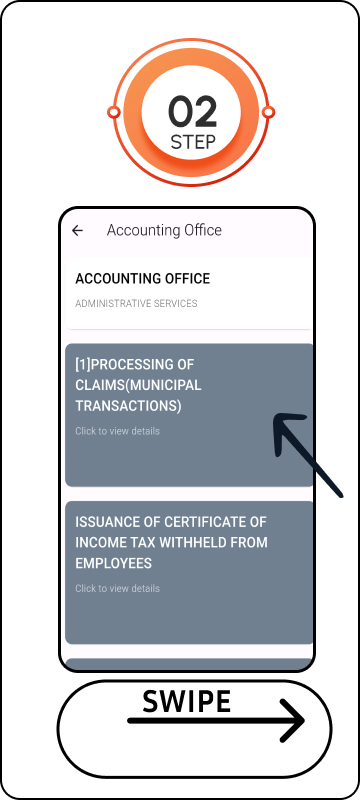 02
STEP
Accounting Office
ACCOUNTING OFFICE
ADMINISTRATIVE SERVICES
[1]PROCESSING OF
CLAIMS(MUNICIPAL
TRANSACTIONS)
Click to view details
ISSUANCE OF CERTIFICATE OF
INCOME TAX WITHHELD FROM
EMPLOYEES
Click to view details
SWIPE